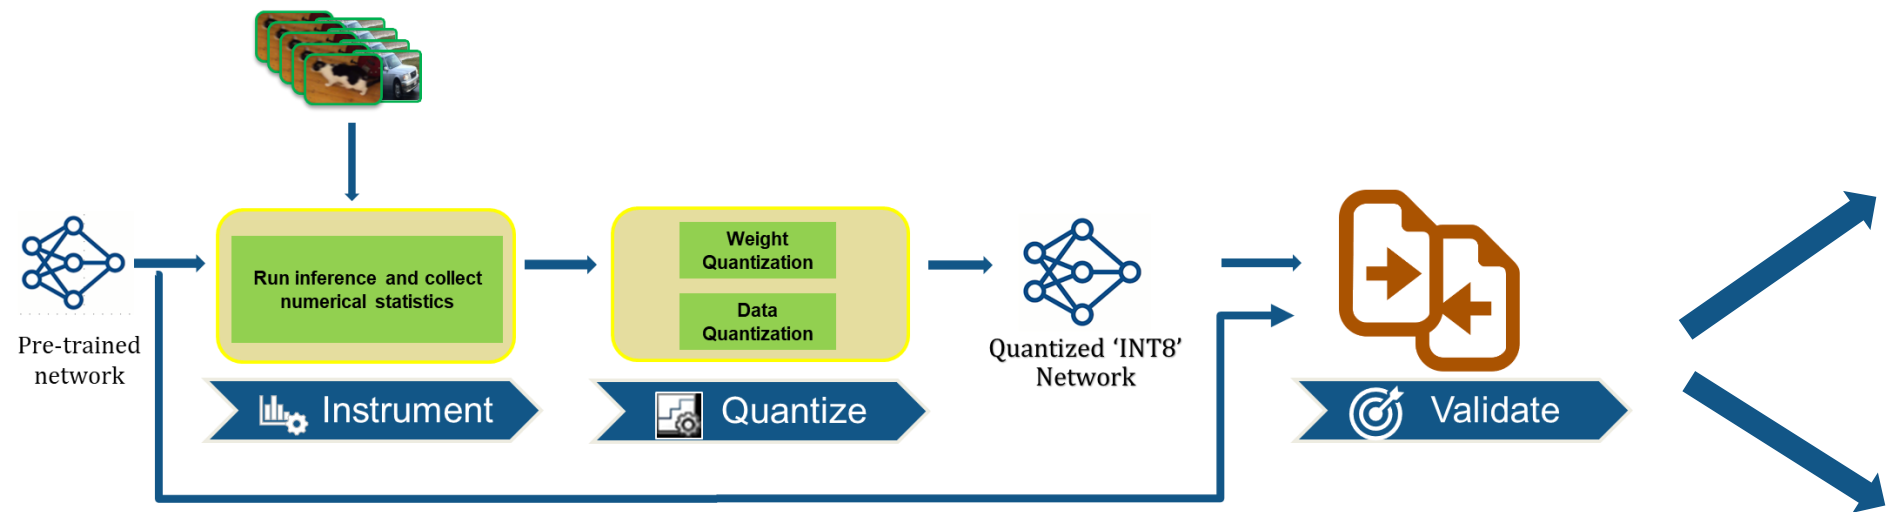 Pre-trained
network
Run inference and collect
numerical statistics
Instrument
Weight
Quantization
Data
Quantization
Quantize
Quantized ‘INT8’
Network
Validate